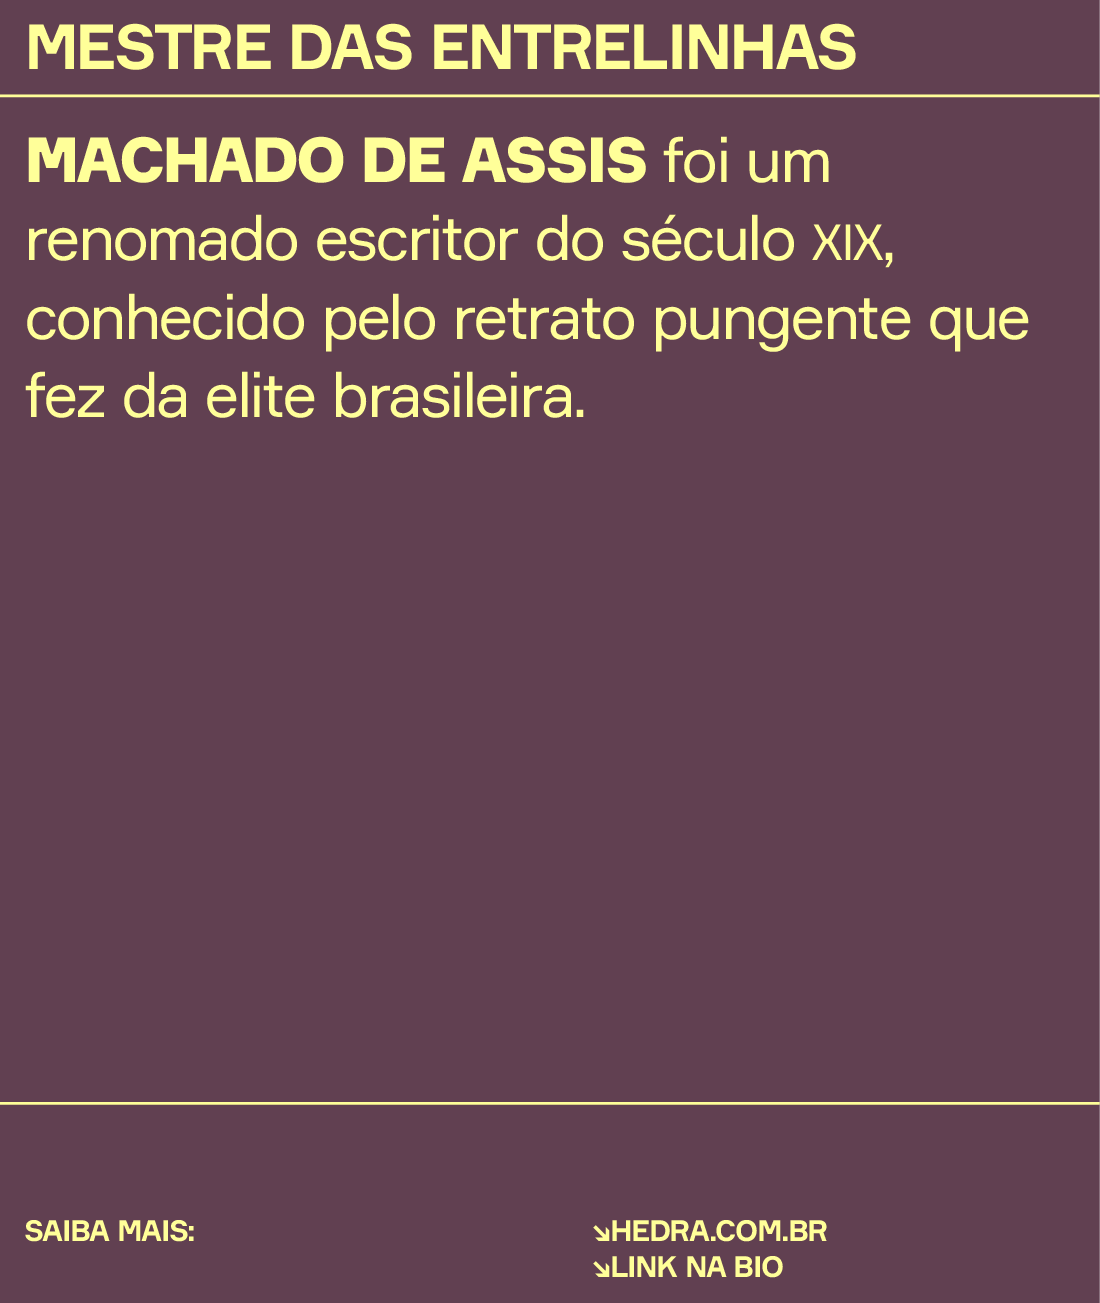 MESTRE DAS ENTRELINHAS
MACHADO DE ASSIS foi um
renomado escritor do século XIX,
conhecido pelo retrato pungente que
fez da elite brasileira.
SAIBA MAIS:
↘HEDRA.COM.BR
↘LINK NA BIO